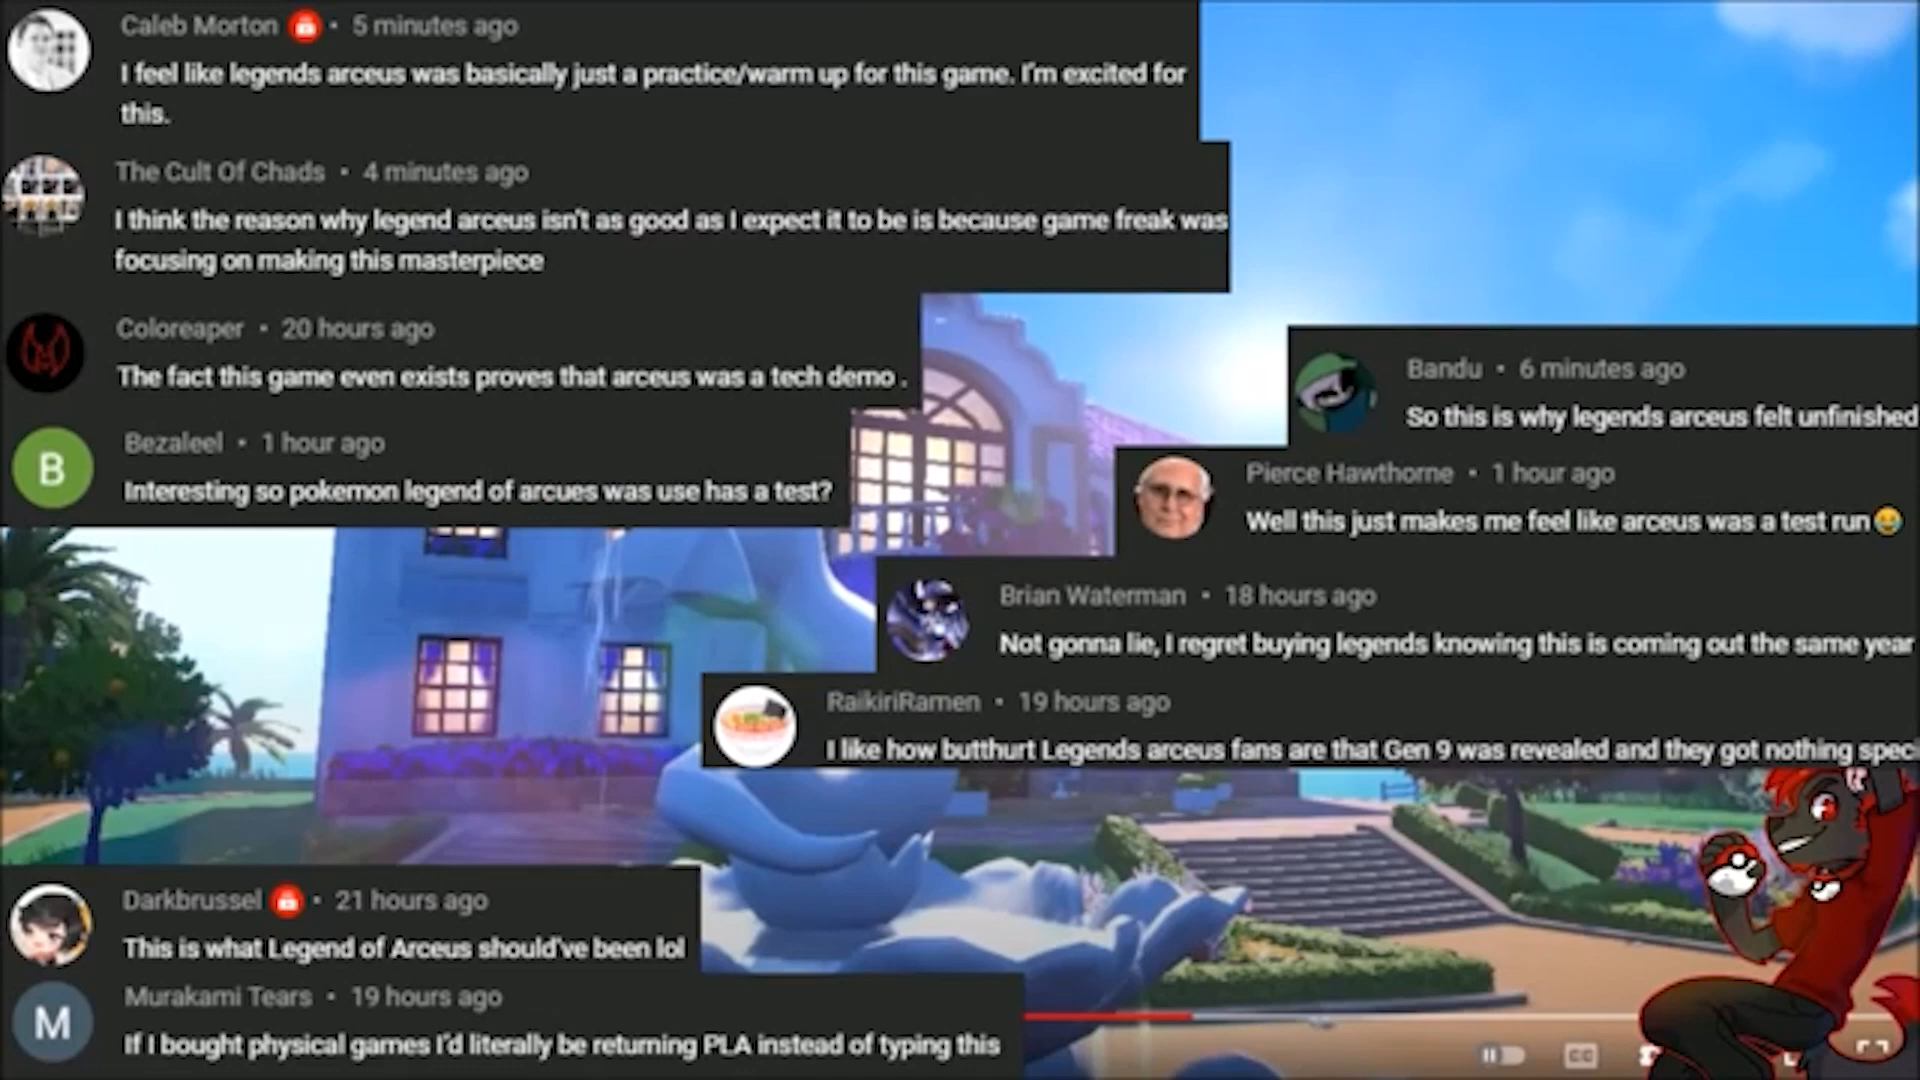 Caleb Morton • 5 minutes ago
I feel like legends arceus was basically just a practice/warm up for this game. I'm excited for
this.
The Cult Of Chads • 4 minutes ago
I think the reason why legend arceus isn't as good as I expect it to be is because game freak was
focusing on making this masterpiece
Coloreaper • 20 hours ago
The fact this game even exists proves that arceus was a tech demo .
B
Bezaleel • 1 hour ago
Interesting so pokemon legend of arcues was use has a test?
Bandu • 6 minutes ago
So this is why legends arceus felt unfinished
Pierce Hawthorne • 1 hour ago
Well this just makes me feel like arceus was a test run😂
Brian Waterman • 18 hours ago
Not gonna lie, I regret buying legends knowing this is coming out the same year
RaikiriRamen • 19 hours ago
I like how butthurt Legends arceus fans are that Gen 9 was revealed and they got nothing speci
Darkbrussel • 21 hours ago
This is what Legend of Arceus should've been lol
M
Murakami Tears • 19 hours ago
If I bought physical games I'd literally be returning PLA instead of typing this
CC